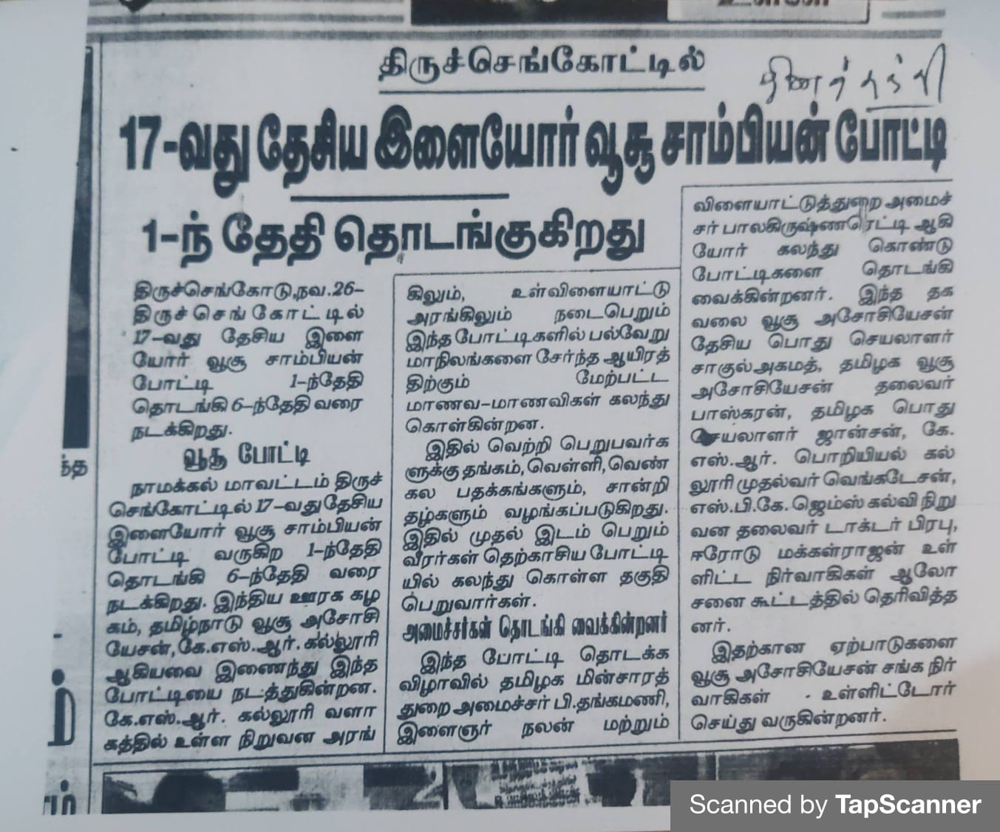 திருச்செங்கோட்டில்
தினத்தந்தி
17-வது தேசிய இளையோர் வூசூ சாம்பியன் போட்டி
1-ந் தேதி தொடங்குகிறது
திருச்செங்கோடு,நவ.26-
திருச்செங்கோட்டில்
17-வது தேசிய இளை
யோர் வூசூ சாம்பியன்
போட்டி 1-ந்தேதி
தொடங்கி 6-ந்தேதி வரை
நடக்கிறது.
வூசூ போட்டி
நாமக்கல் மாவட்டம் திருச்
செங்கோட்டில் 17-வது தேசிய
இளையோர் வூசூ சாம்பியன்
போட்டி வருகிற 1-ந்தேதி
தொடங்கி 6-ந்தேதி வரை
நடக்கிறது. இந்திய ஊரக கழ
கம், தமிழ்நாடு வூசூ அசோசி
யேசன், கே.எஸ்.ஆர். கல்லூரி
ஆகியவை இணைந்து இந்த
போட்டியை நடத்துகின்றன.
கே.எஸ்.ஆர். கல்லூரி வளா
கத்தில் உள்ள நிறுவன அரங்
கிலும், உள்விளையாட்டு
அரங்கிலும் நடைபெறும்
இந்த போட்டிகளில் பல்வேறு
மாநிலங்களை சேர்ந்த ஆயிரத்
திற்கும் மேற்பட்ட
மாணவ-மாணவிகள் கலந்து
கொள்கின்றன.
இதில் வெற்றி பெறுபவர்க
ளுக்கு தங்கம், வெள்ளி, வெண்
கல பதக்கங்களும், சான்றி
தழ்களும் வழங்கப்படுகிறது.
இதில் முதல் இடம் பெறும்
வீரர்கள் தெற்காசிய போட்டி
யில் கலந்து கொள்ள தகுதி
பெறுவார்கள்.
அமைச்சர்கள் தொடங்கி வைக்கின்றனர்
இந்த போட்டி தொடக்க
விழாவில் தமிழக மின்சாரத்
துறை அமைச்சர் பி.தங்கமணி,
இளைஞர் நலன் மற்றும்
விளையாட்டுத்துறை அமைச்
சர் பாலகிருஷ்ணரெட்டி ஆகி
யோர் கலந்து கொண்டு
போட்டிகளை தொடங்கி
வைக்கின்றனர். இந்த தக
வலை வூசூ அசோசியேசன்
தேசிய பொது செயலாளர்
சாகுல்அகமத், தமிழக வூசூ
அசோசியேசன் தலைவர்
பாஸ்கரன், தமிழக பொது
செயலாளர் ஜான்சன், கே.
எஸ்.ஆர். பொறியியல் கல்
லூரி முதல்வர் வெங்கடேசன்,
எஸ்.பி.கே. ஜெம்ஸ் கல்வி நிறு
வன தலைவர் டாக்டர் பிரபு,
ஈரோடு மக்கள்ராஜன் உள்
ளிட்ட நிர்வாகிகள் ஆலோ
சனை கூட்டத்தில் தெரிவித்த
னர்.
இதற்கான ஏற்பாடுகளை
வூசூ அசோசியேசன் சங்க நிர்
வாகிகள் உள்ளிட்டோர்
செய்து வருகின்றனர்.
ந்த
ம்
Scanned by TapScanner